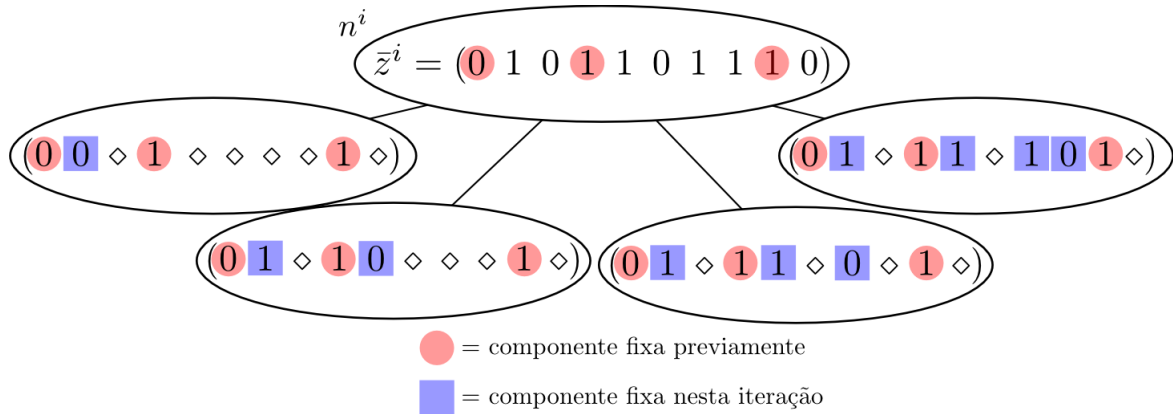 nⁱ
z̄ⁱ = (0 1 0 1 1 0 1 1 1 0)
(0 0 ⋄ 1 ⋄ ⋄ ⋄ ⋄ 1 ⋄)
(0 1 ⋄ 1 1 ⋄ 1 0 1 ⋄)
(0 1 ⋄ 1 0 ⋄ ⋄ ⋄ 1 ⋄)
(0 1 ⋄ 1 1 ⋄ 0 ⋄ 1 ⋄)
= componente fixa previamente
= componente fixa nesta iteração